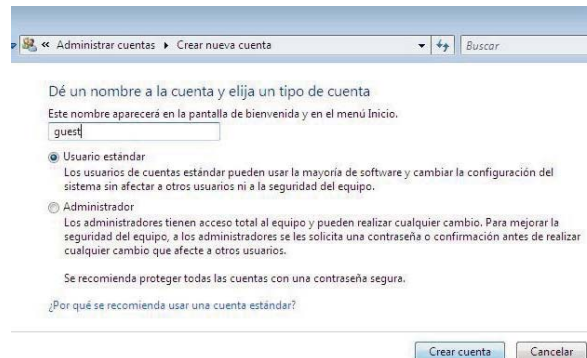 « Administrar cuentas ▸ Crear nueva cuenta Buscar
Dé un nombre a la cuenta y elija un tipo de cuenta
Este nombre aparecerá en la pantalla de bienvenida y en el menú Inicio.
guest
Usuario estándar
Los usuarios de cuentas estándar pueden usar la mayoría de software y cambiar la configuración del
sistema sin afectar a otros usuarios ni a la seguridad del equipo.
Administrador
Los administradores tienen acceso total al equipo y pueden realizar cualquier cambio. Para mejorar la
seguridad del equipo, a los administradores se les solicita una contraseña o confirmación antes de realizar
cualquier cambio que afecte a otros usuarios.
Se recomienda proteger todas las cuentas con una contraseña segura.
¿Por qué se recomienda usar una cuenta estándar?
Crear cuenta Cancelar